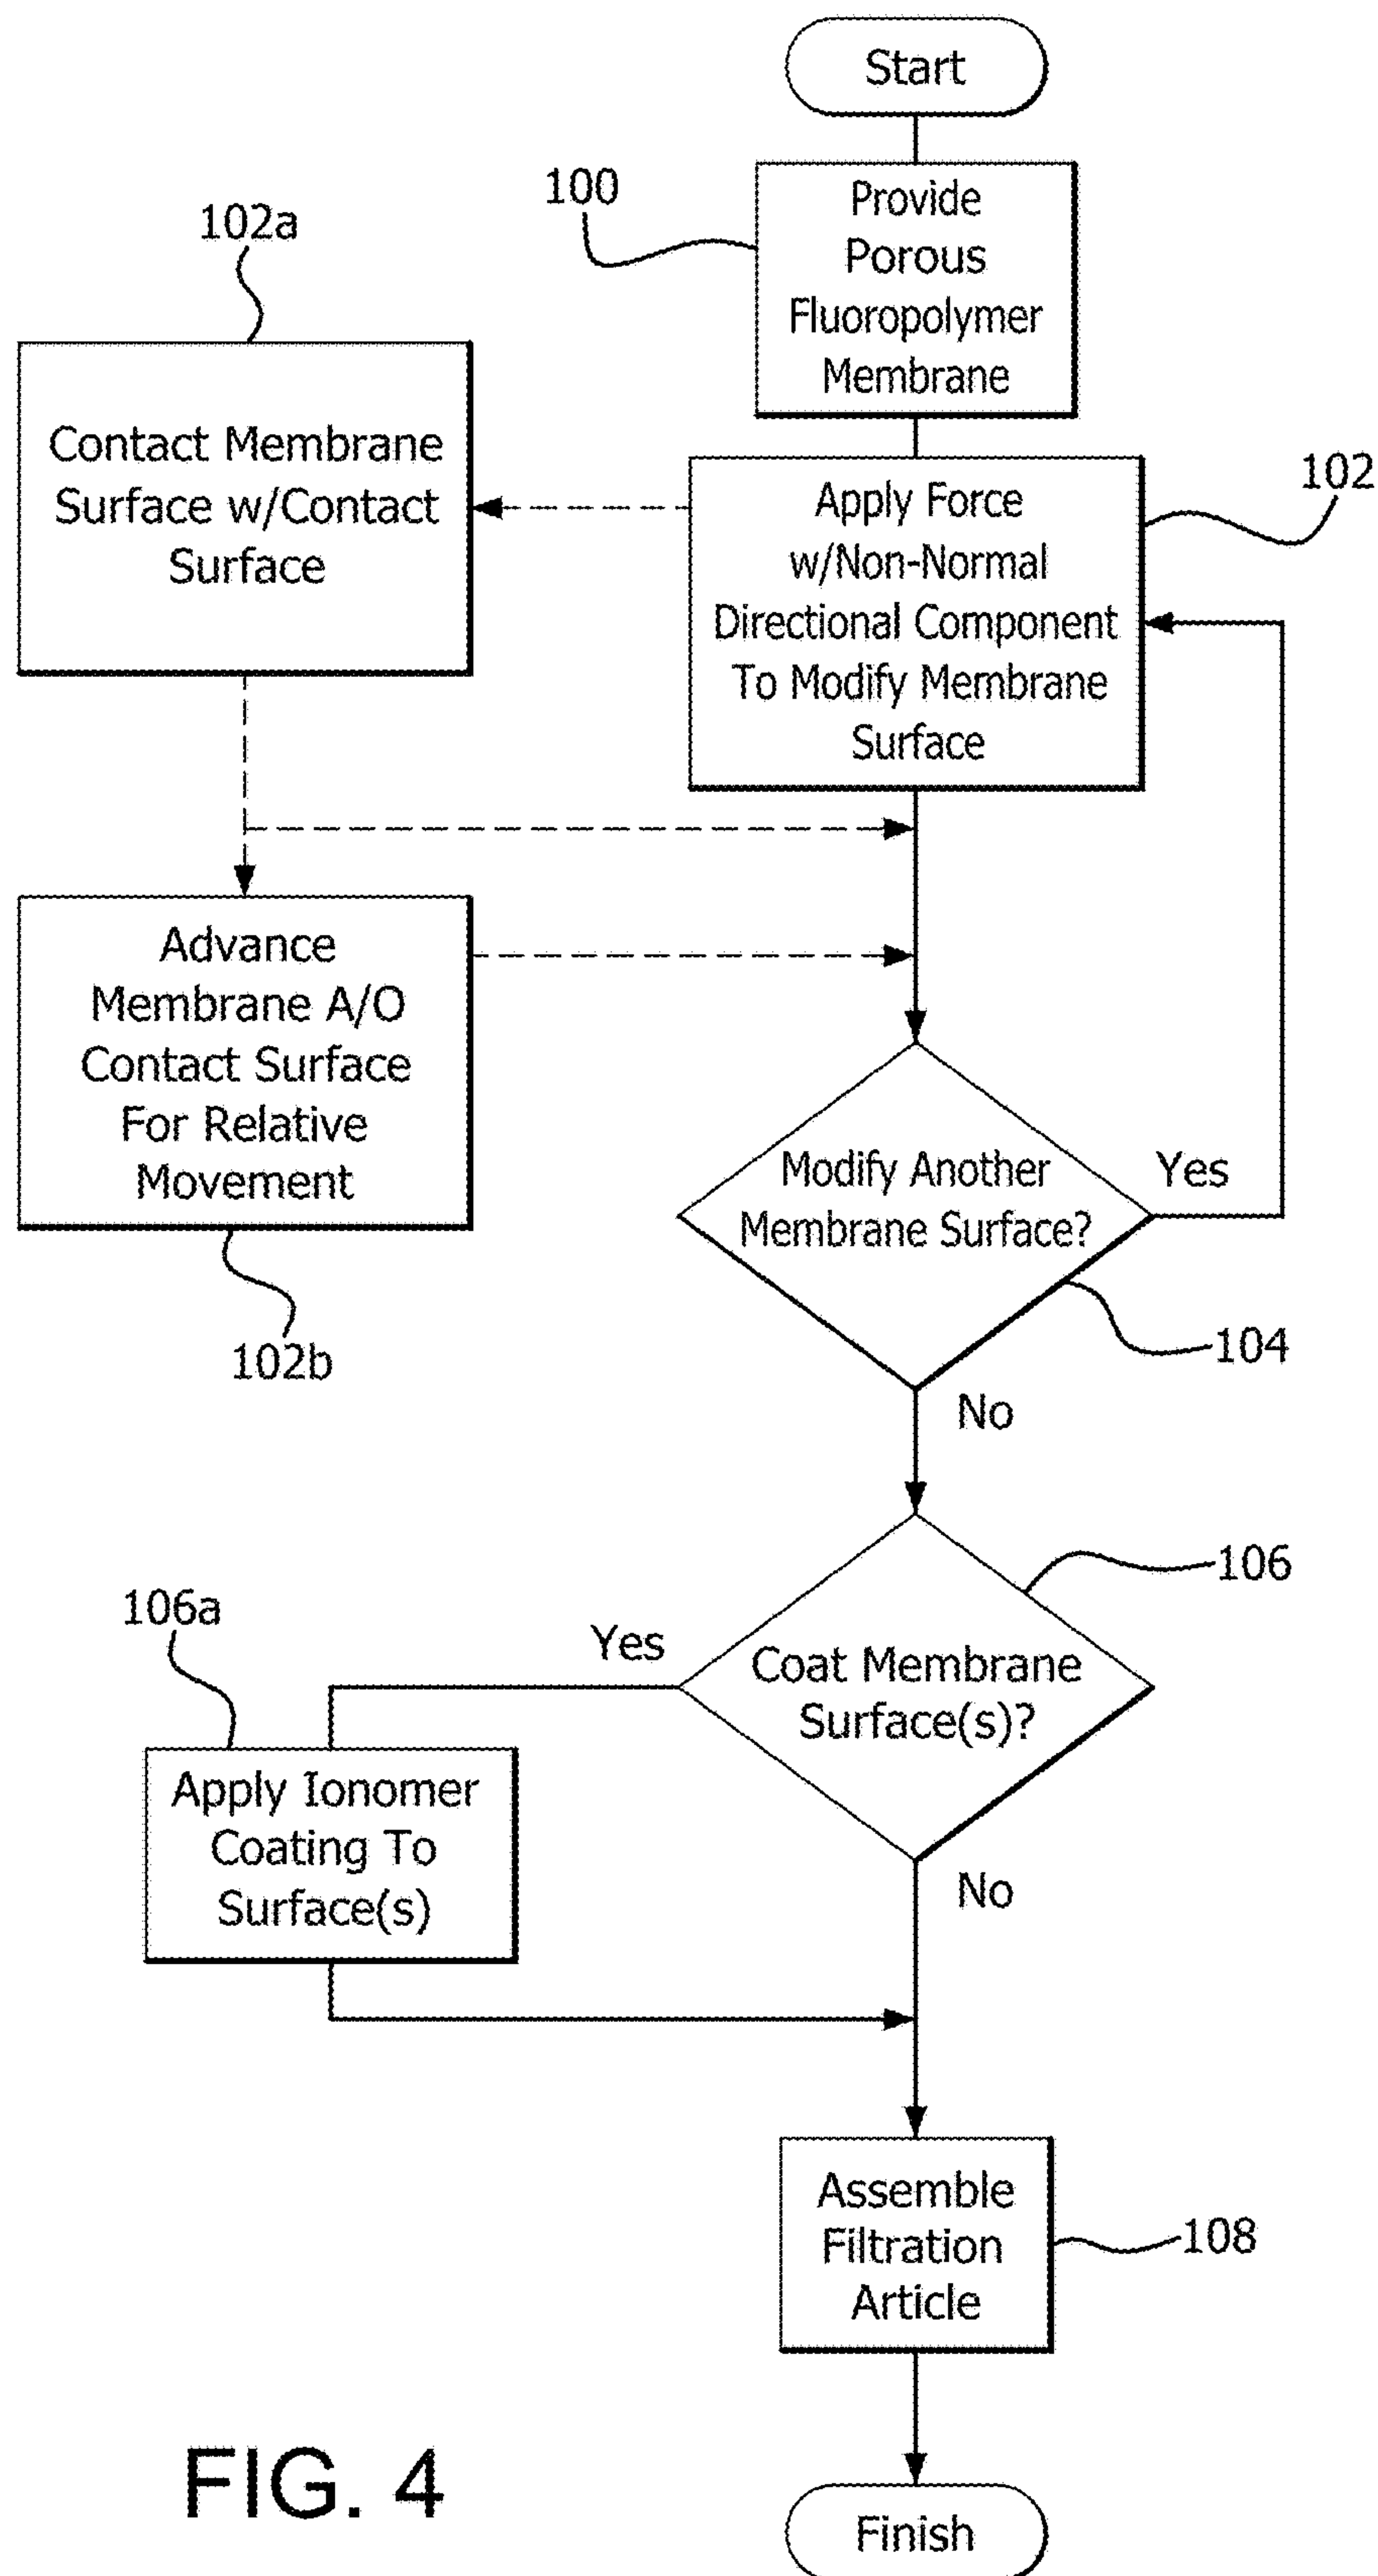 Start
100
Provide
Porous
Fluoropolymer
Membrane
102a
Contact Membrane
Surface w/Contact
Surface
102
Apply Force
w/Non-Normal
Directional Component
To Modify Membrane
Surface
Advance
Membrane A/O
Contact Surface
For Relative
Movement
102b
Modify Another
Membrane Surface?
Yes
104
No
106
Coat Membrane
Surface(s)?
Yes
106a
Apply Ionomer
Coating To
Surface(s)
No
Assemble
Filtration
Article
108
Finish
FIG. 4